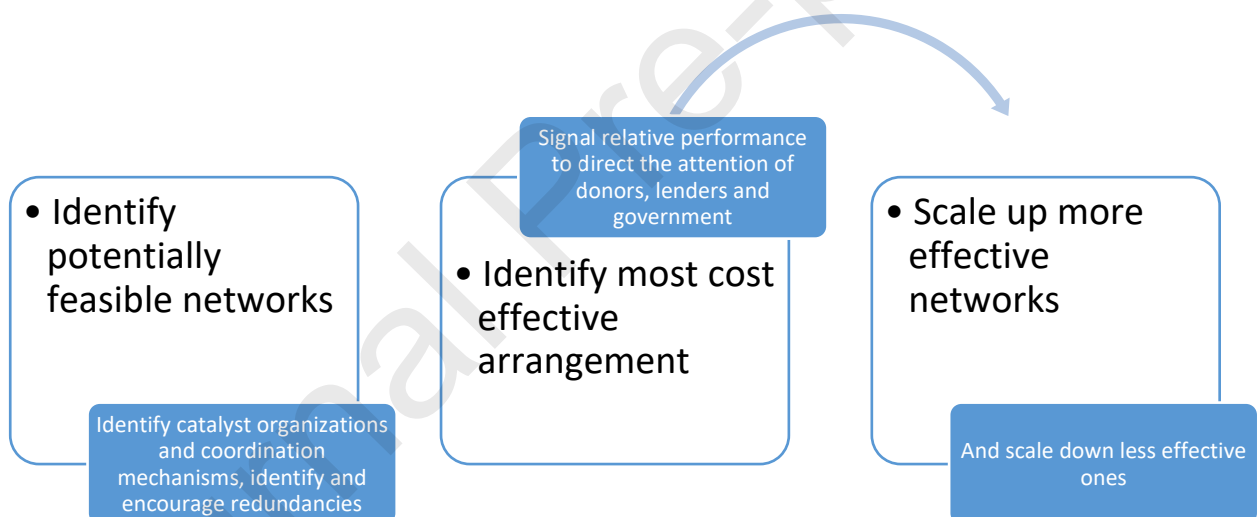 • Identify
potentially
feasible networks
Identify catalyst organizations
and coordination
mechanisms, identify and
encourage redundancies
Signal relative performance
to direct the attention of
donors, lenders and
government
• Identify most cost
effective
arrangement
• Scale up more
effective
networks
And scale down less effective
ones